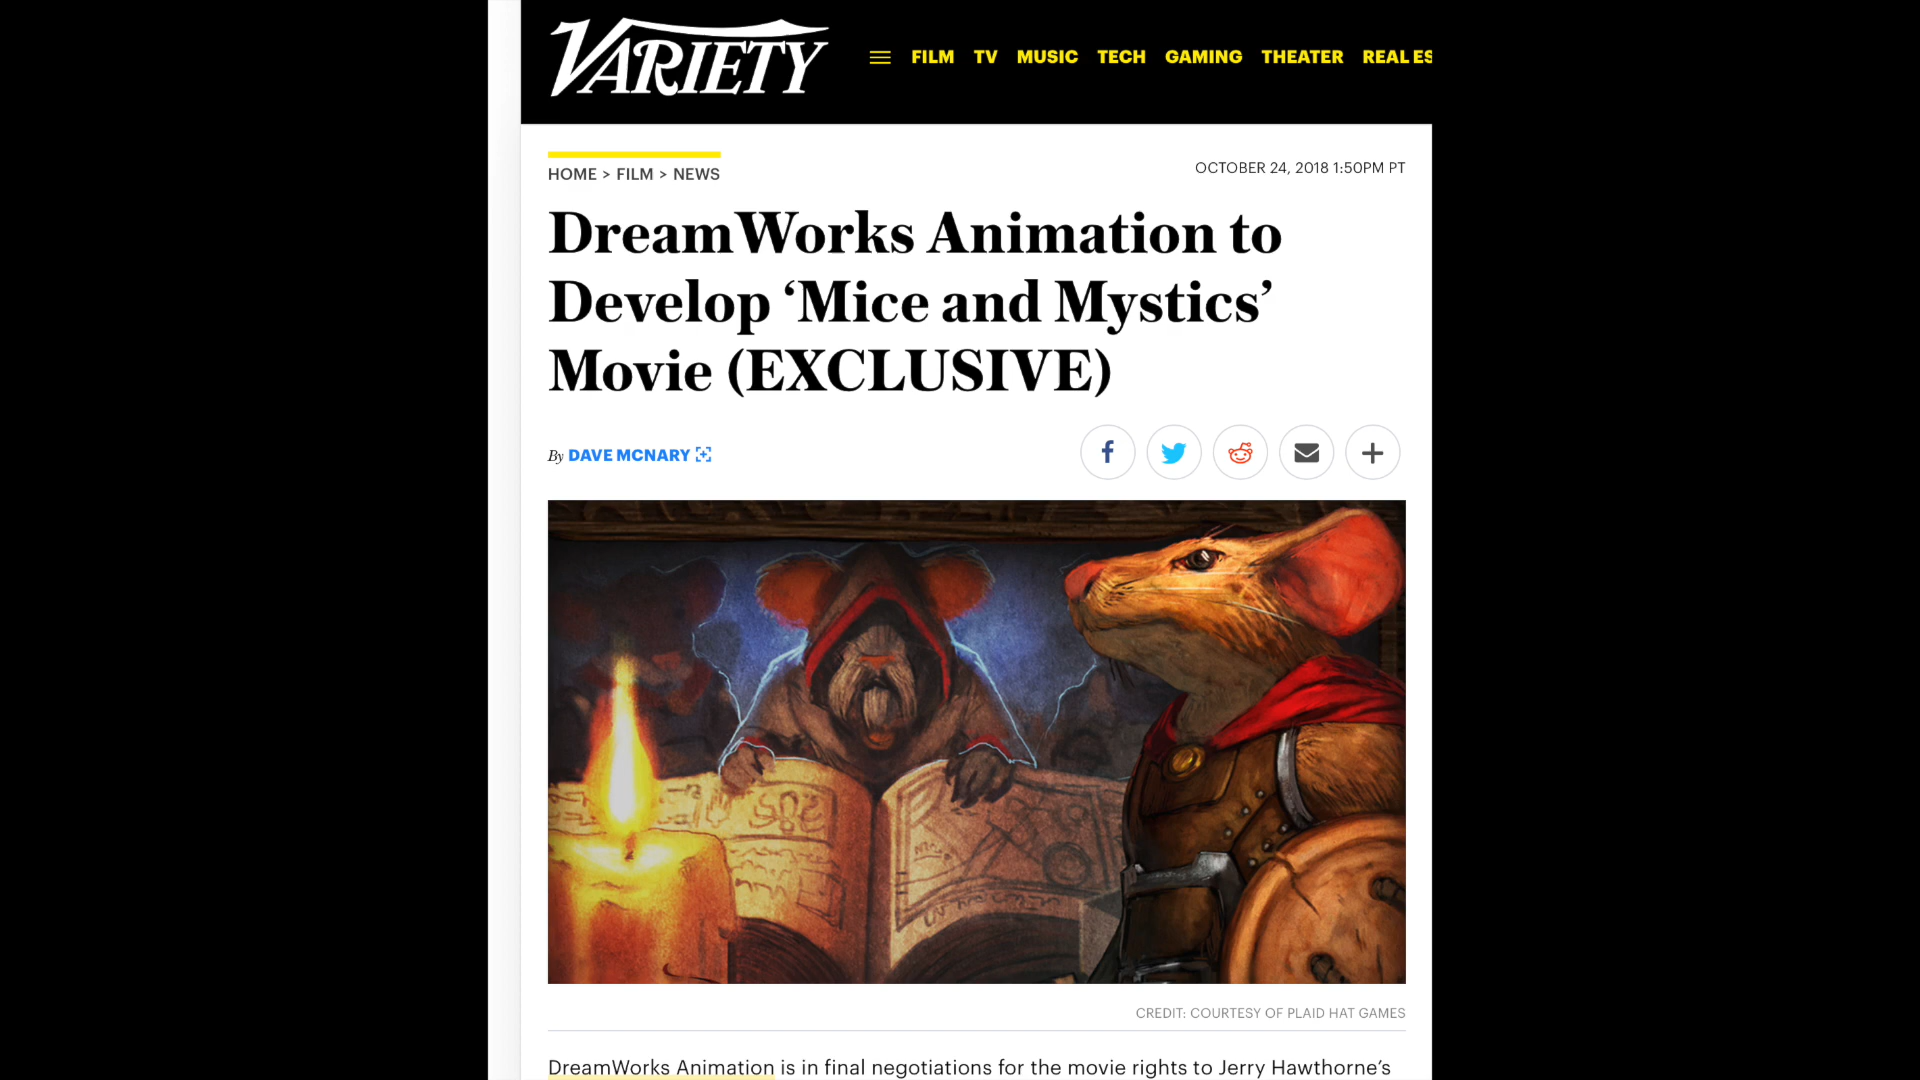 VARIETY
FILM TV MUSIC TECH GAMING THEATER REAL ES
HOME > FILM > NEWS
OCTOBER 24, 2018 1:50PM PT
DreamWorks Animation to
Develop ‘Mice and Mystics’
Movie (EXCLUSIVE)
By DAVE MCNARY
CREDIT: COURTESY OF PLAID HAT GAMES
DreamWorks Animation is in final negotiations for the movie rights to Jerry Hawthorne’s